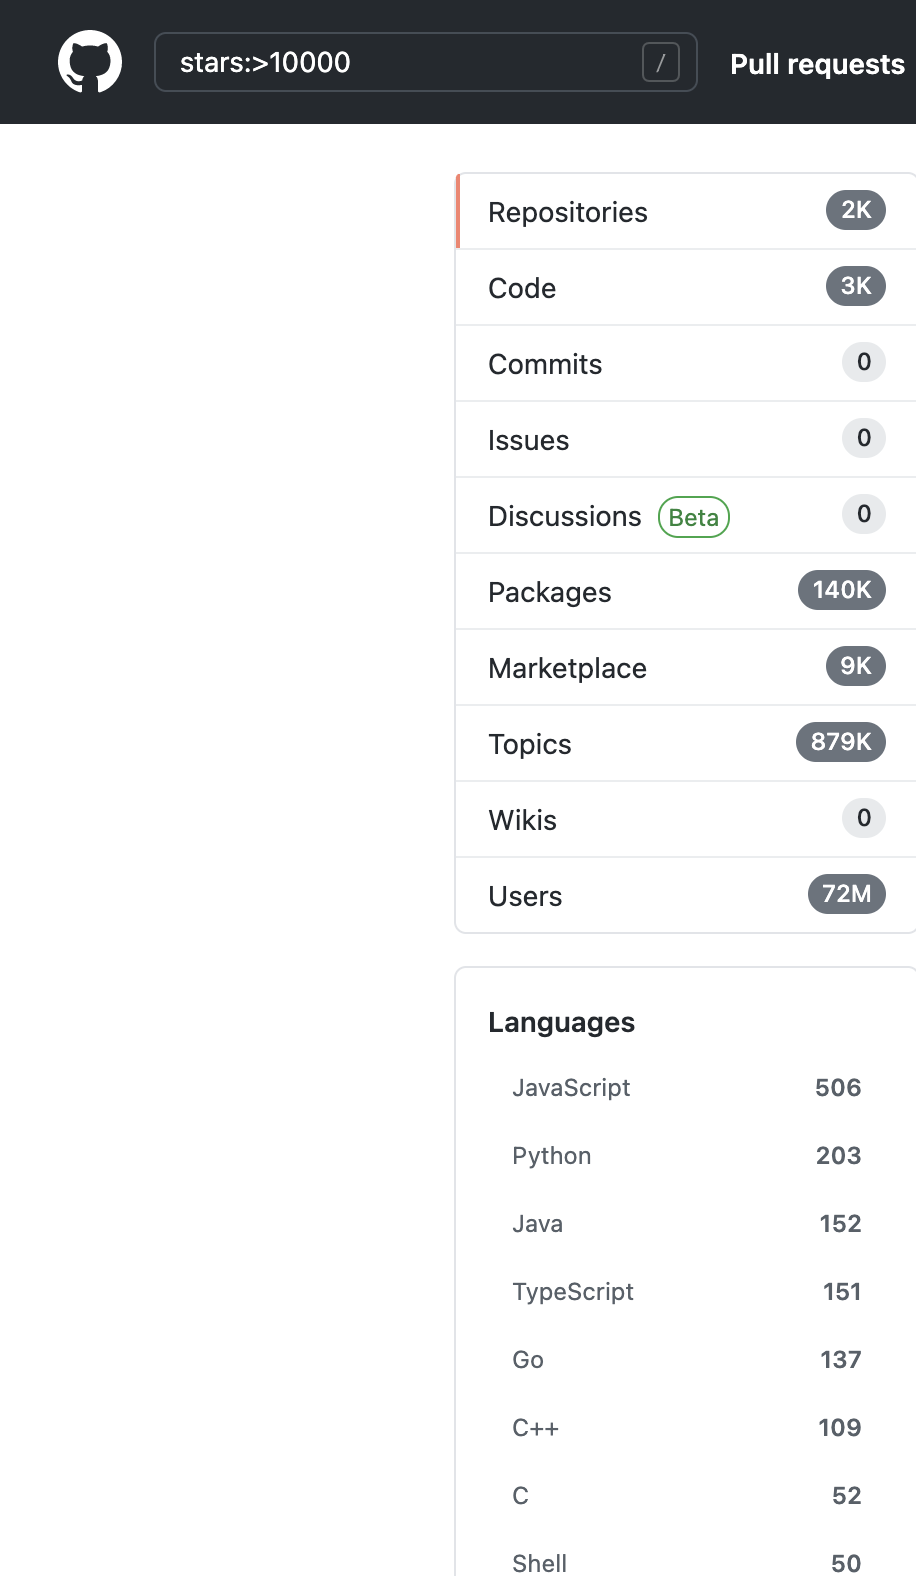 stars:>10000 / Pull requests
Repositories 2K
Code 3K
Commits 0
Issues 0
Discussions Beta 0
Packages 140K
Marketplace 9K
Topics 879K
Wikis 0
Users 72M
Languages
JavaScript 506
Python 203
Java 152
TypeScript 151
Go 137
C++ 109
C 52
Shell 50